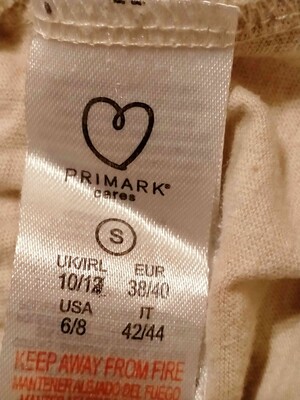 PRIMARK®
cares
S
UK/IRL EUR
10/12 38/40
USA IT
6/8 42/44
KEEP AWAY FROM FIRE
MANTENER ALEJADO DEL FUEGO